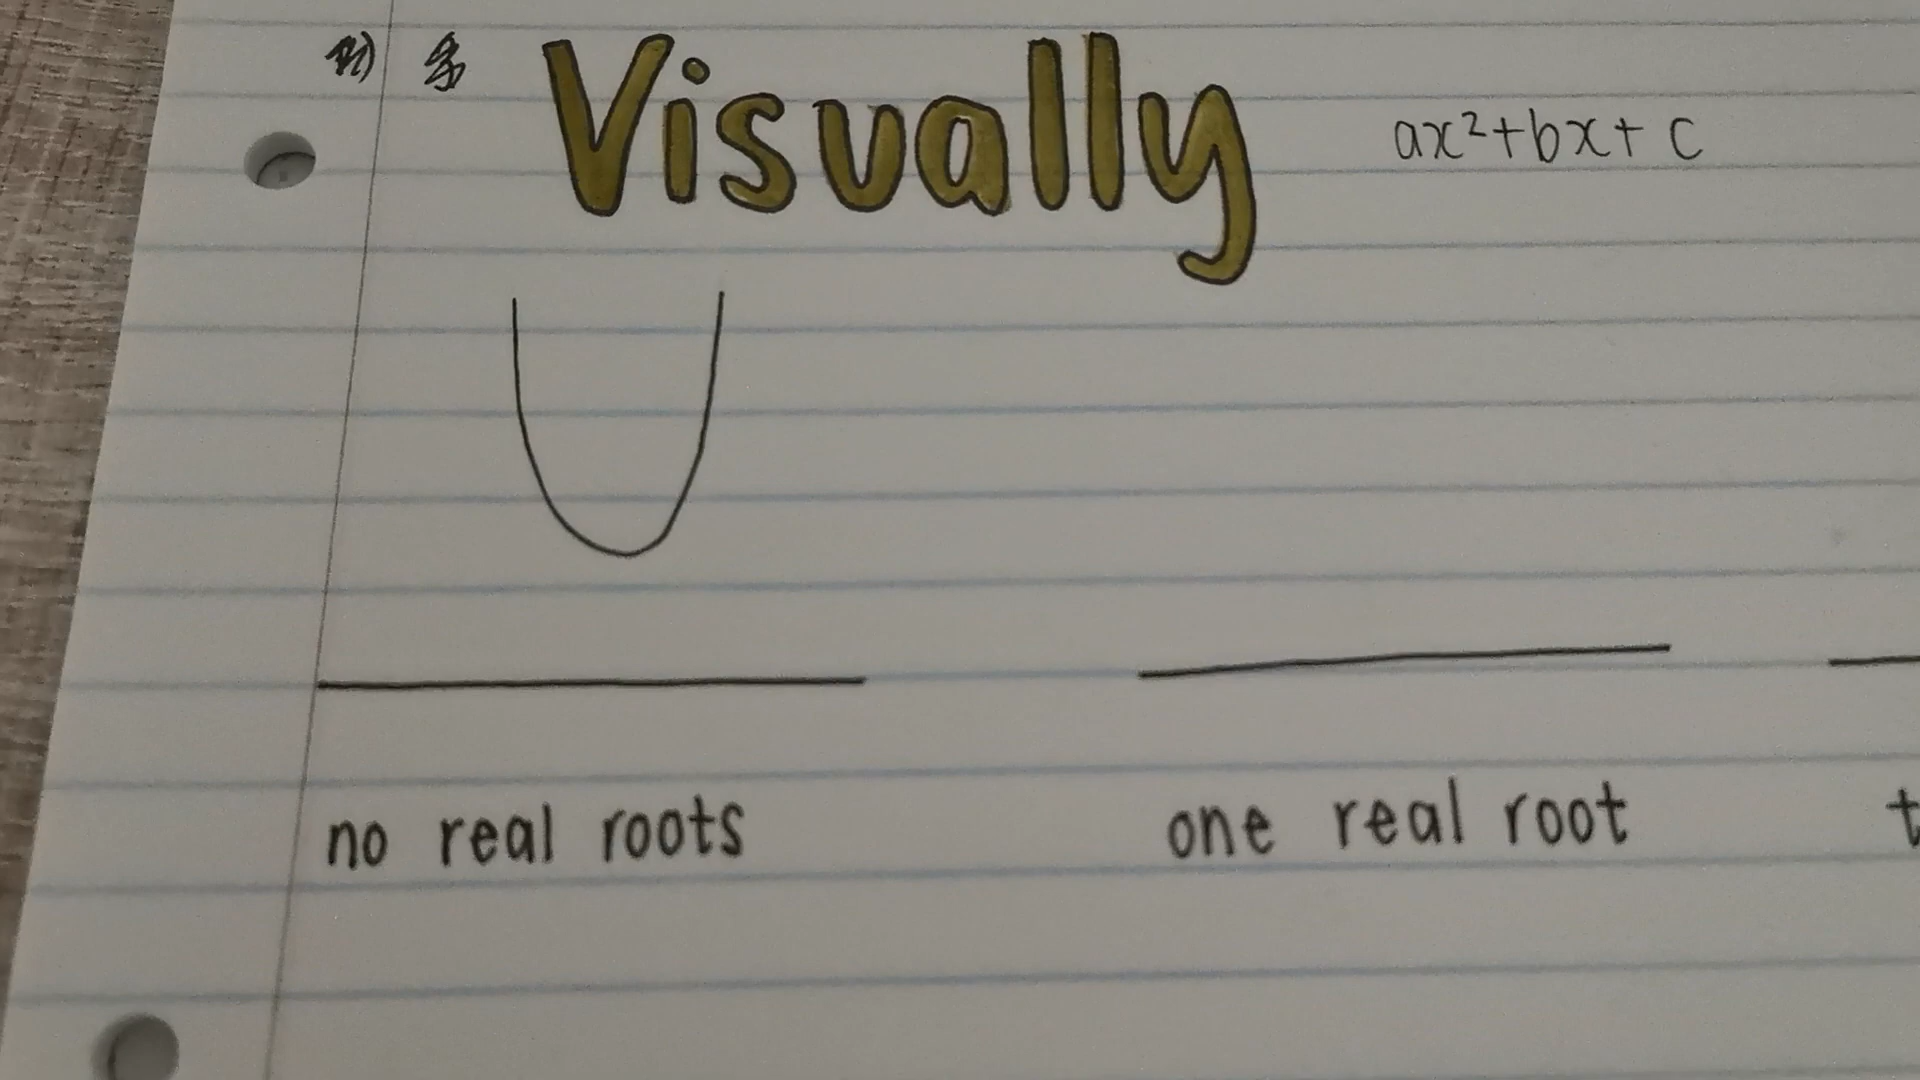 Visually ax²+bx+c
no real roots one real root